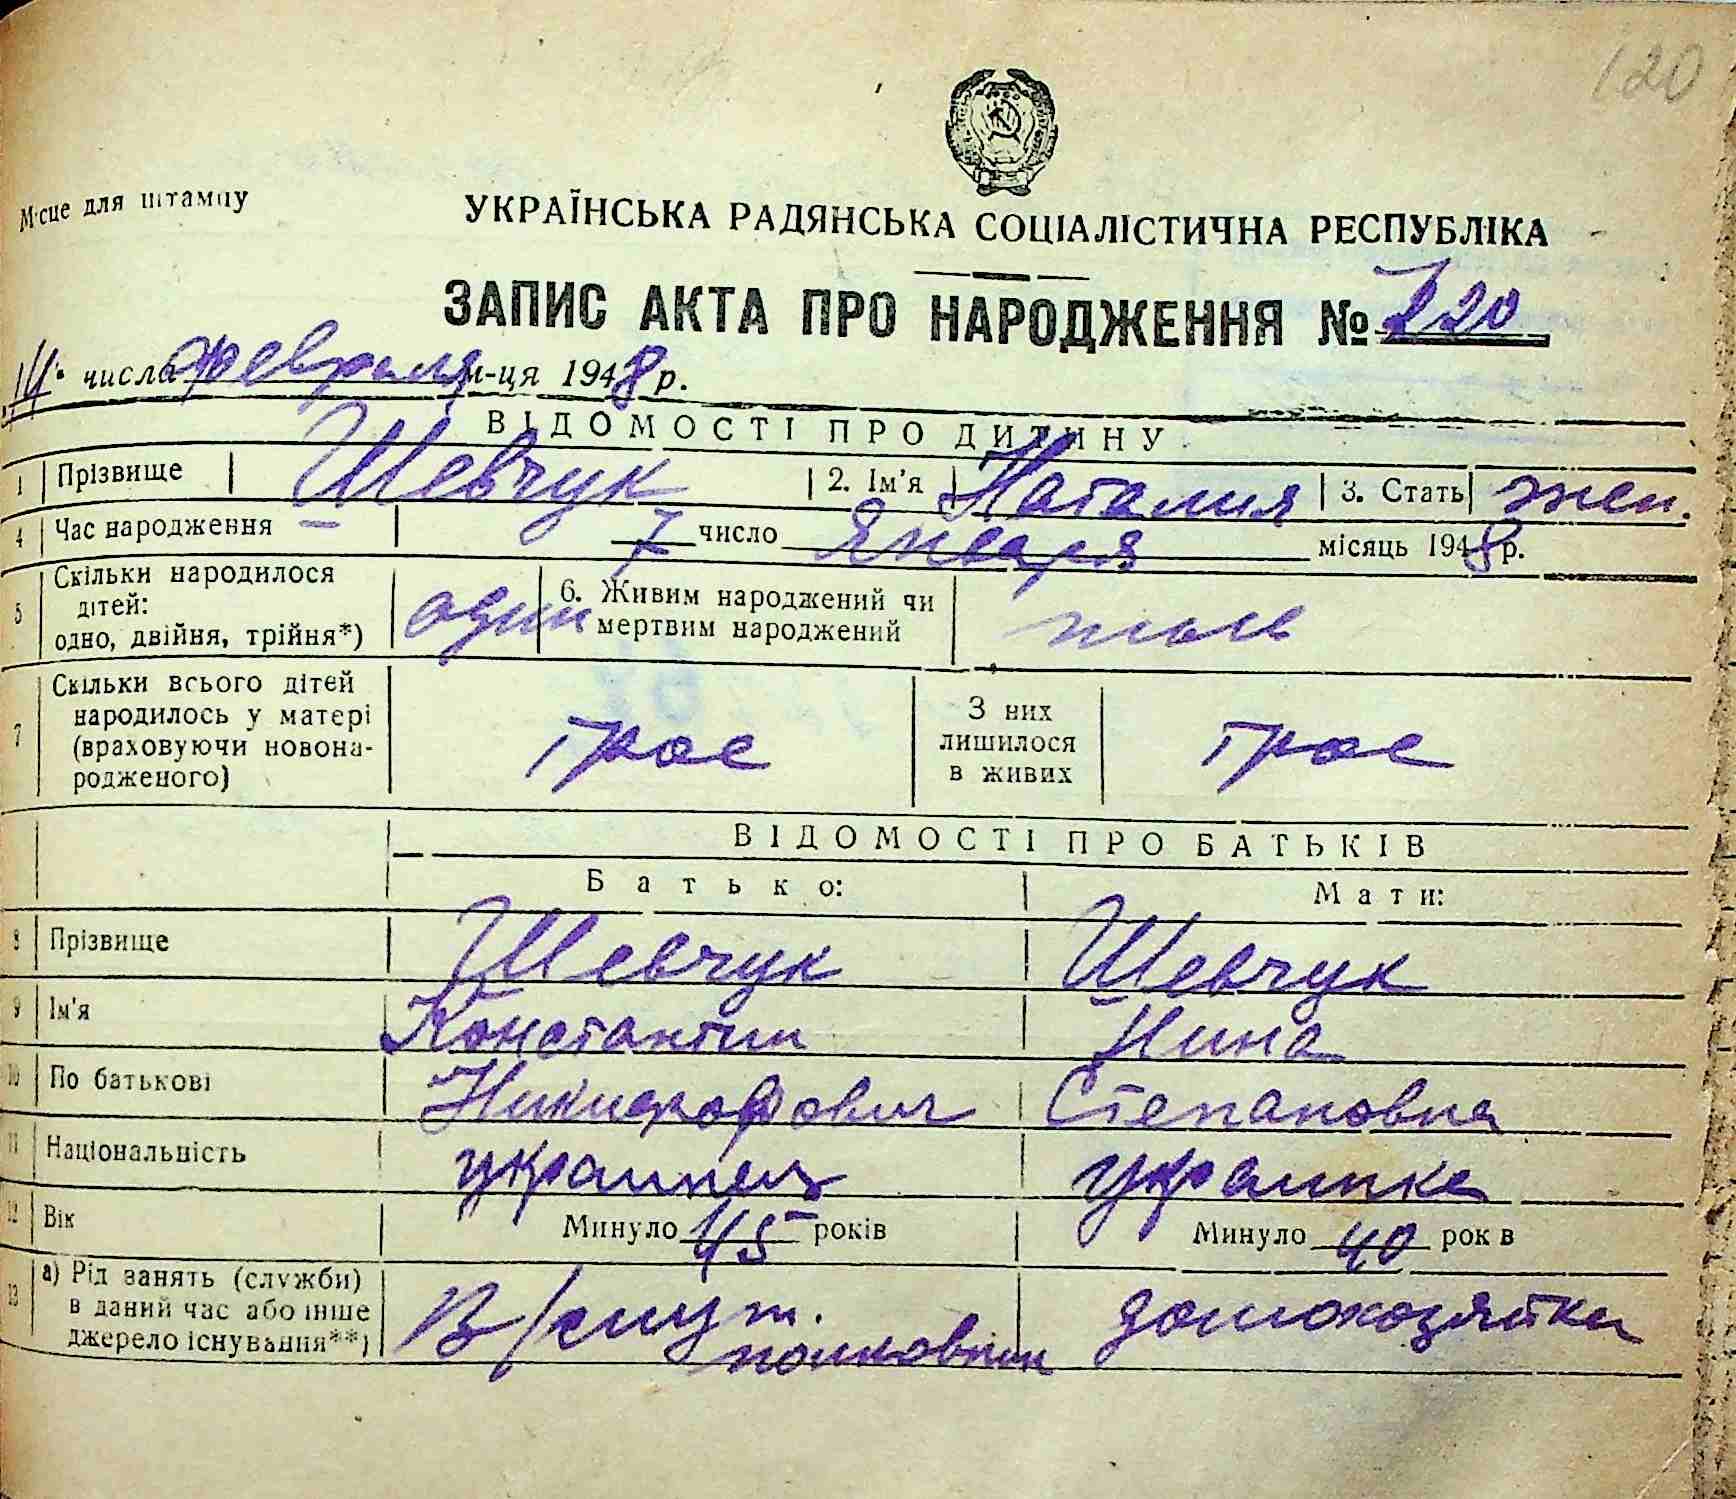 120
Місце для штампу
УКРАЇНСЬКА РАДЯНСЬКА СОЦІАЛІСТИЧНА РЕСПУБЛІКА
ЗАПИС АКТА ПРО НАРОДЖЕННЯ № 220
14. числа февраля м-ця 1948 р.
ВІДОМОСТІ ПРО ДИТИНУ
1 Прізвище Шевчук 2. Ім'я Наталия 3. Стать жен.
4 Час народження 7 число Января місяць 1948 р.
5 Скільки народилося дітей: одно, двійня, трійня*) один 6. Живим народжений чи мертвим народжений
7 Скільки всього дітей народилось у матері (враховуючи новонародженого) трое З них лишилося в живих трое
ВІДОМОСТІ ПРО БАТЬКІВ
Батько: Мати:
8 Прізвище Шевчук Шевчук
9 Ім'я Константин Нина
10 По батькові Никифорович Степановна
11 Національність украинец украинка
12 Вік Минуло 45 років Минуло 40 рок в
13 а) Рід занять (служби) в даний час або інше джерело існування**) В/служ. полковник домохозяйка